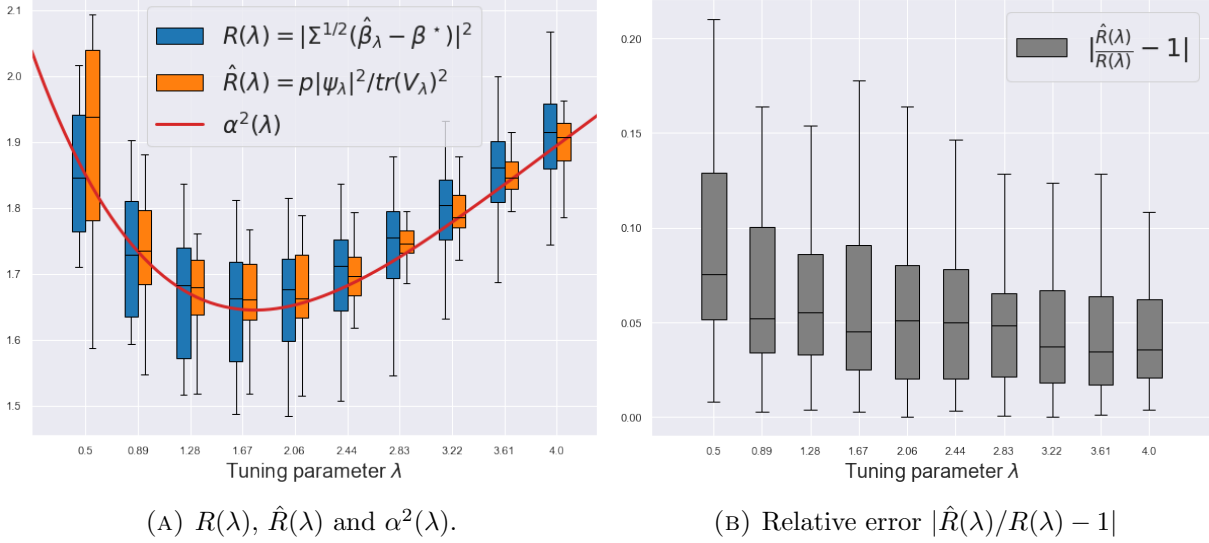 2.1
2.0
1.9
1.8
1.7
1.6
1.5
R(λ) = |Σ^{1/2}(β̂_λ − β*)|²
R̂(λ) = p|ψ_λ|²/tr(V_λ)²
α²(λ)
0.5 0.89 1.28 1.67 2.06 2.44 2.83 3.22 3.61 4.0
Tuning parameter λ
(A) R(λ), R̂(λ) and α²(λ).
0.20
0.15
0.10
0.05
0.00
|R̂(λ)/R(λ) − 1|
0.5 0.89 1.28 1.67 2.06 2.44 2.83 3.22 3.61 4.0
Tuning parameter λ
(B) Relative error |R̂(λ)/R(λ) − 1|